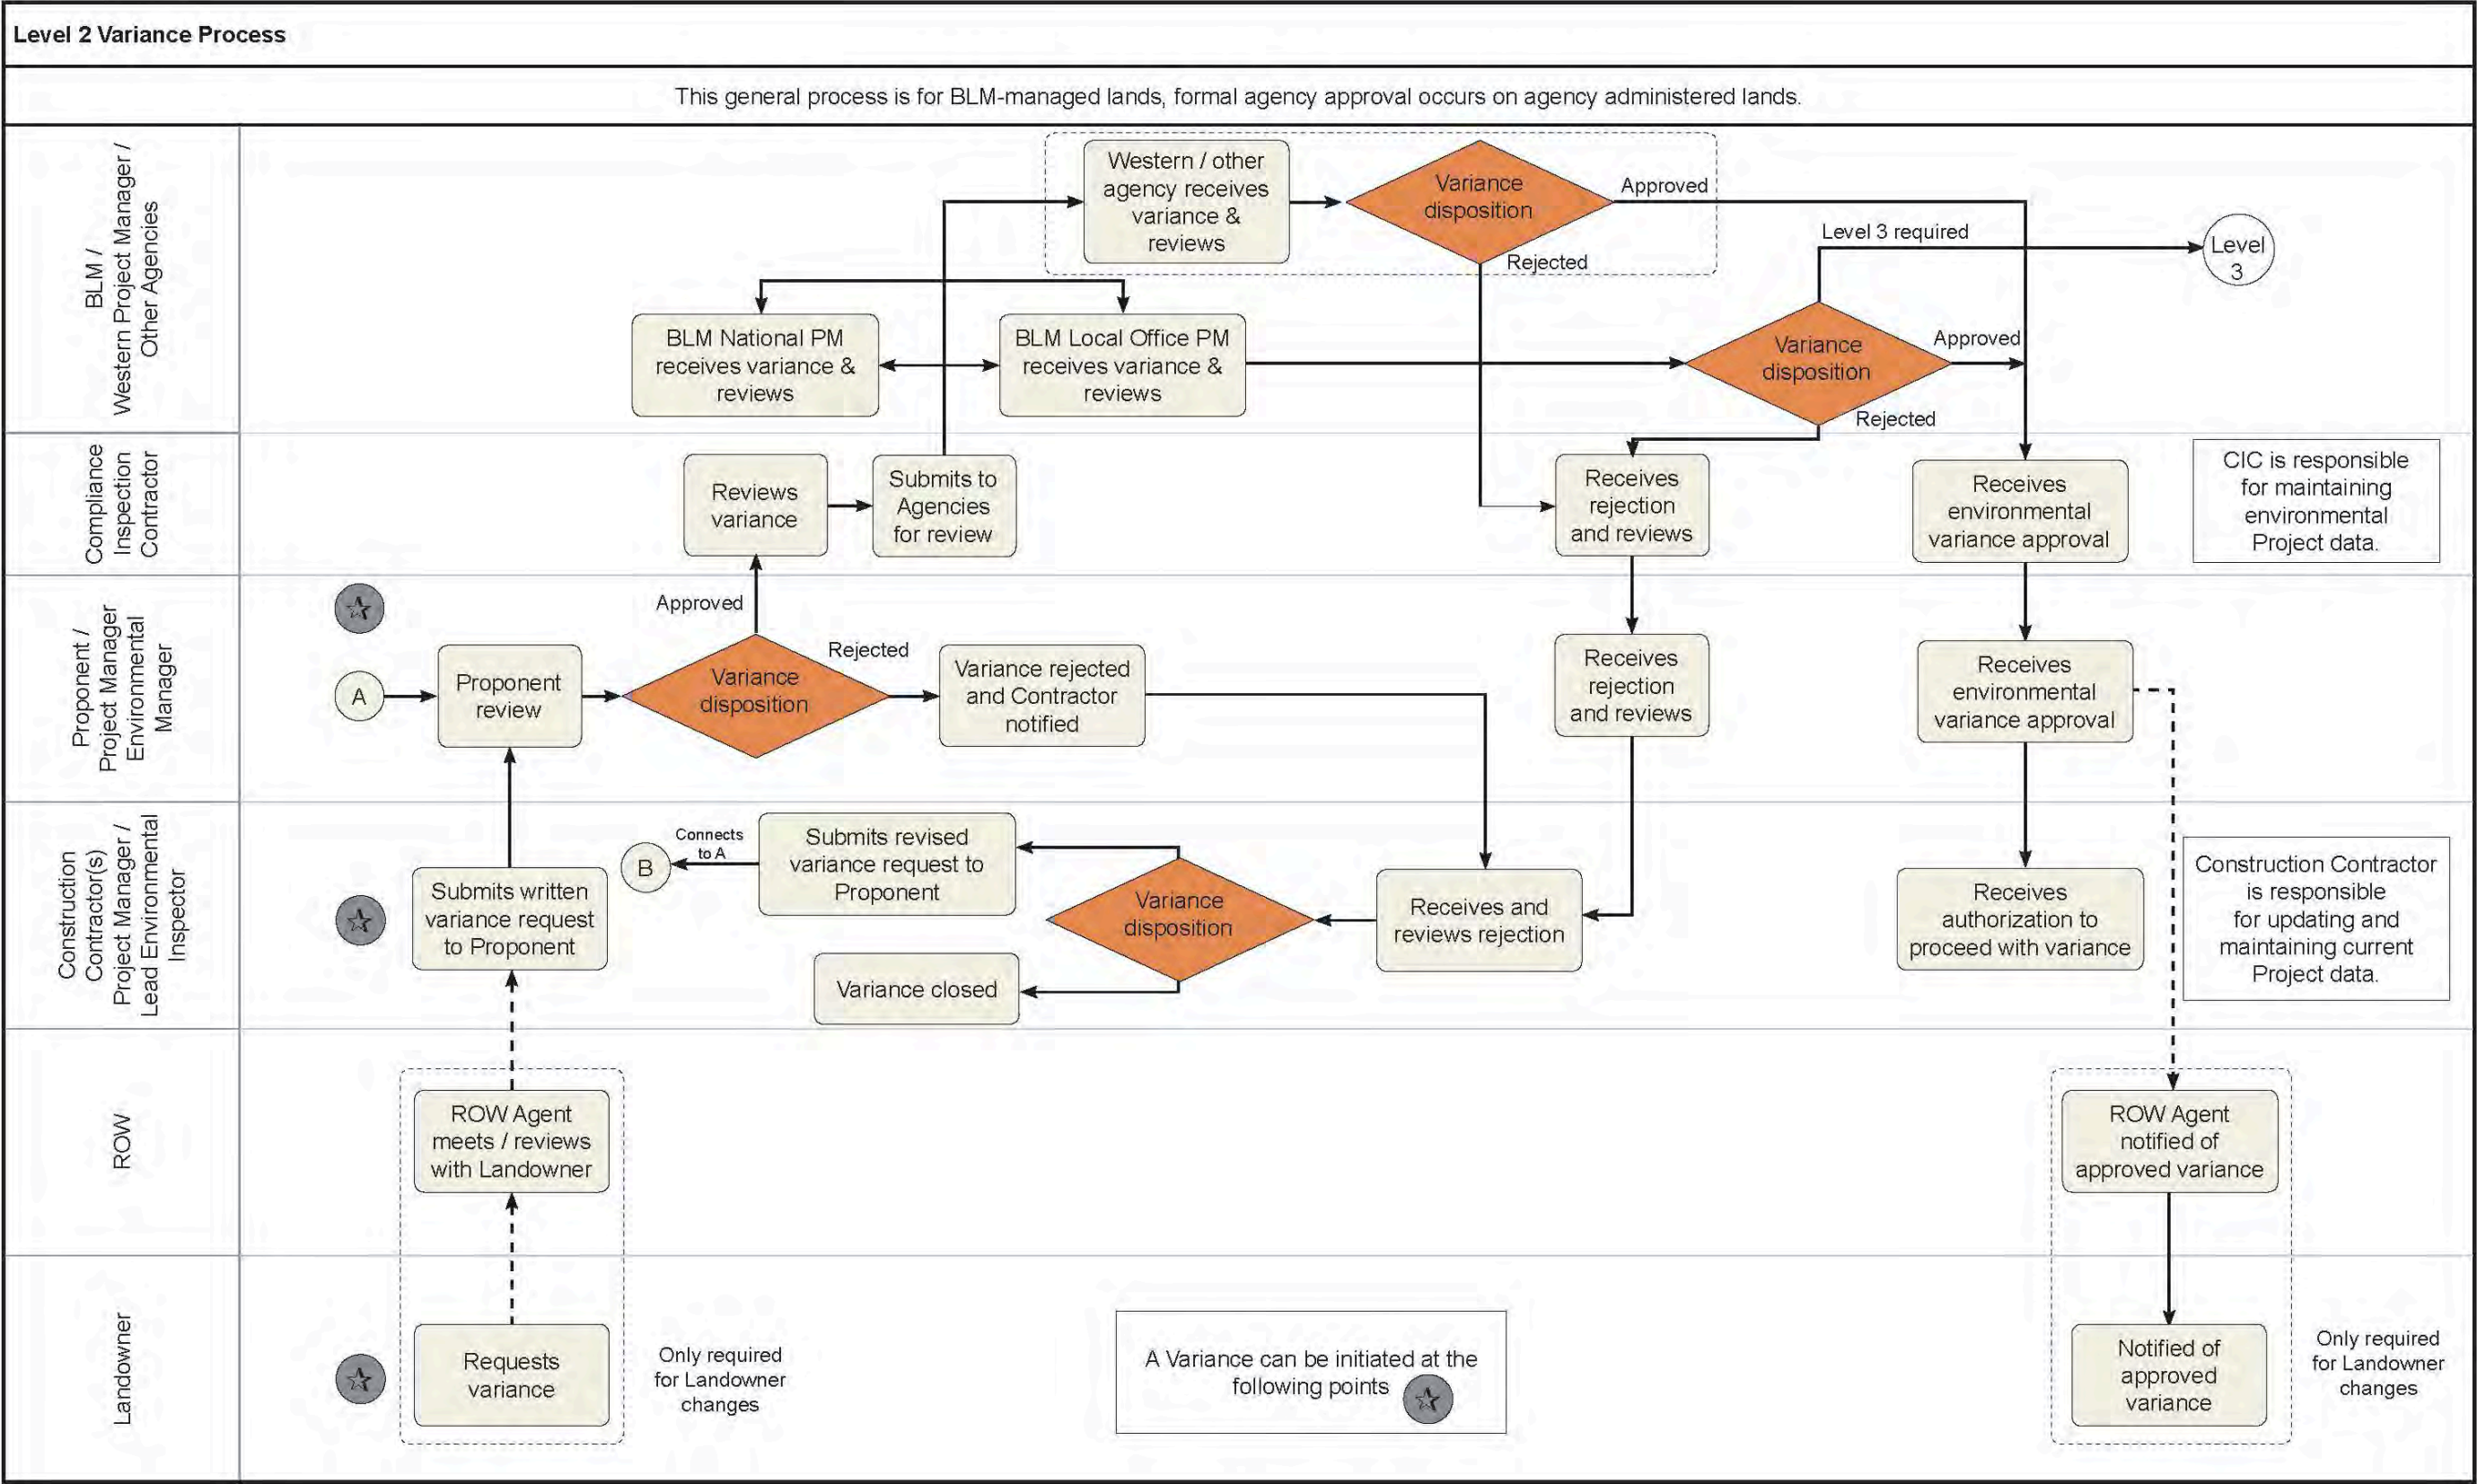 Level 2 Variance Process
This general process is for BLM-managed lands, formal agency approval occurs on agency administered lands.
BLM /
Western Project Manager /
Other Agencies
Western / other
agency receives
variance &
reviews
Variance
disposition
Approved
Rejected
Level 3 required
Level
3
BLM National PM
receives variance &
reviews
BLM Local Office PM
receives variance &
reviews
Variance
disposition
Approved
Rejected
Compliance
Inspection
Contractor
Reviews
variance
Submits to
Agencies
for review
Receives
rejection
and reviews
Receives
environmental
variance approval
CIC is responsible
for maintaining
environmental
Project data.
Proponent /
Project Manager
Environmental
Manager
A
Proponent
review
Approved
Variance
disposition
Rejected
Variance rejected
and Contractor
notified
Receives
rejection
and reviews
Receives
environmental
variance approval
Construction
Contractor(s)
Project Manager /
Lead Environmental
Inspector
Submits written
variance request
to Proponent
B
Connects
to A
Submits revised
variance request to
Proponent
Variance closed
Variance
disposition
Receives and
reviews rejection
Receives
authorization to
proceed with variance
Construction Contractor
is responsible
for updating and
maintaining current
Project data.
ROW
ROW Agent
meets / reviews
with Landowner
ROW Agent
notified of
approved variance
Landowner
Requests
variance
Only required
for Landowner
changes
A Variance can be initiated at the
following points
Notified of
approved
variance
Only required
for Landowner
changes